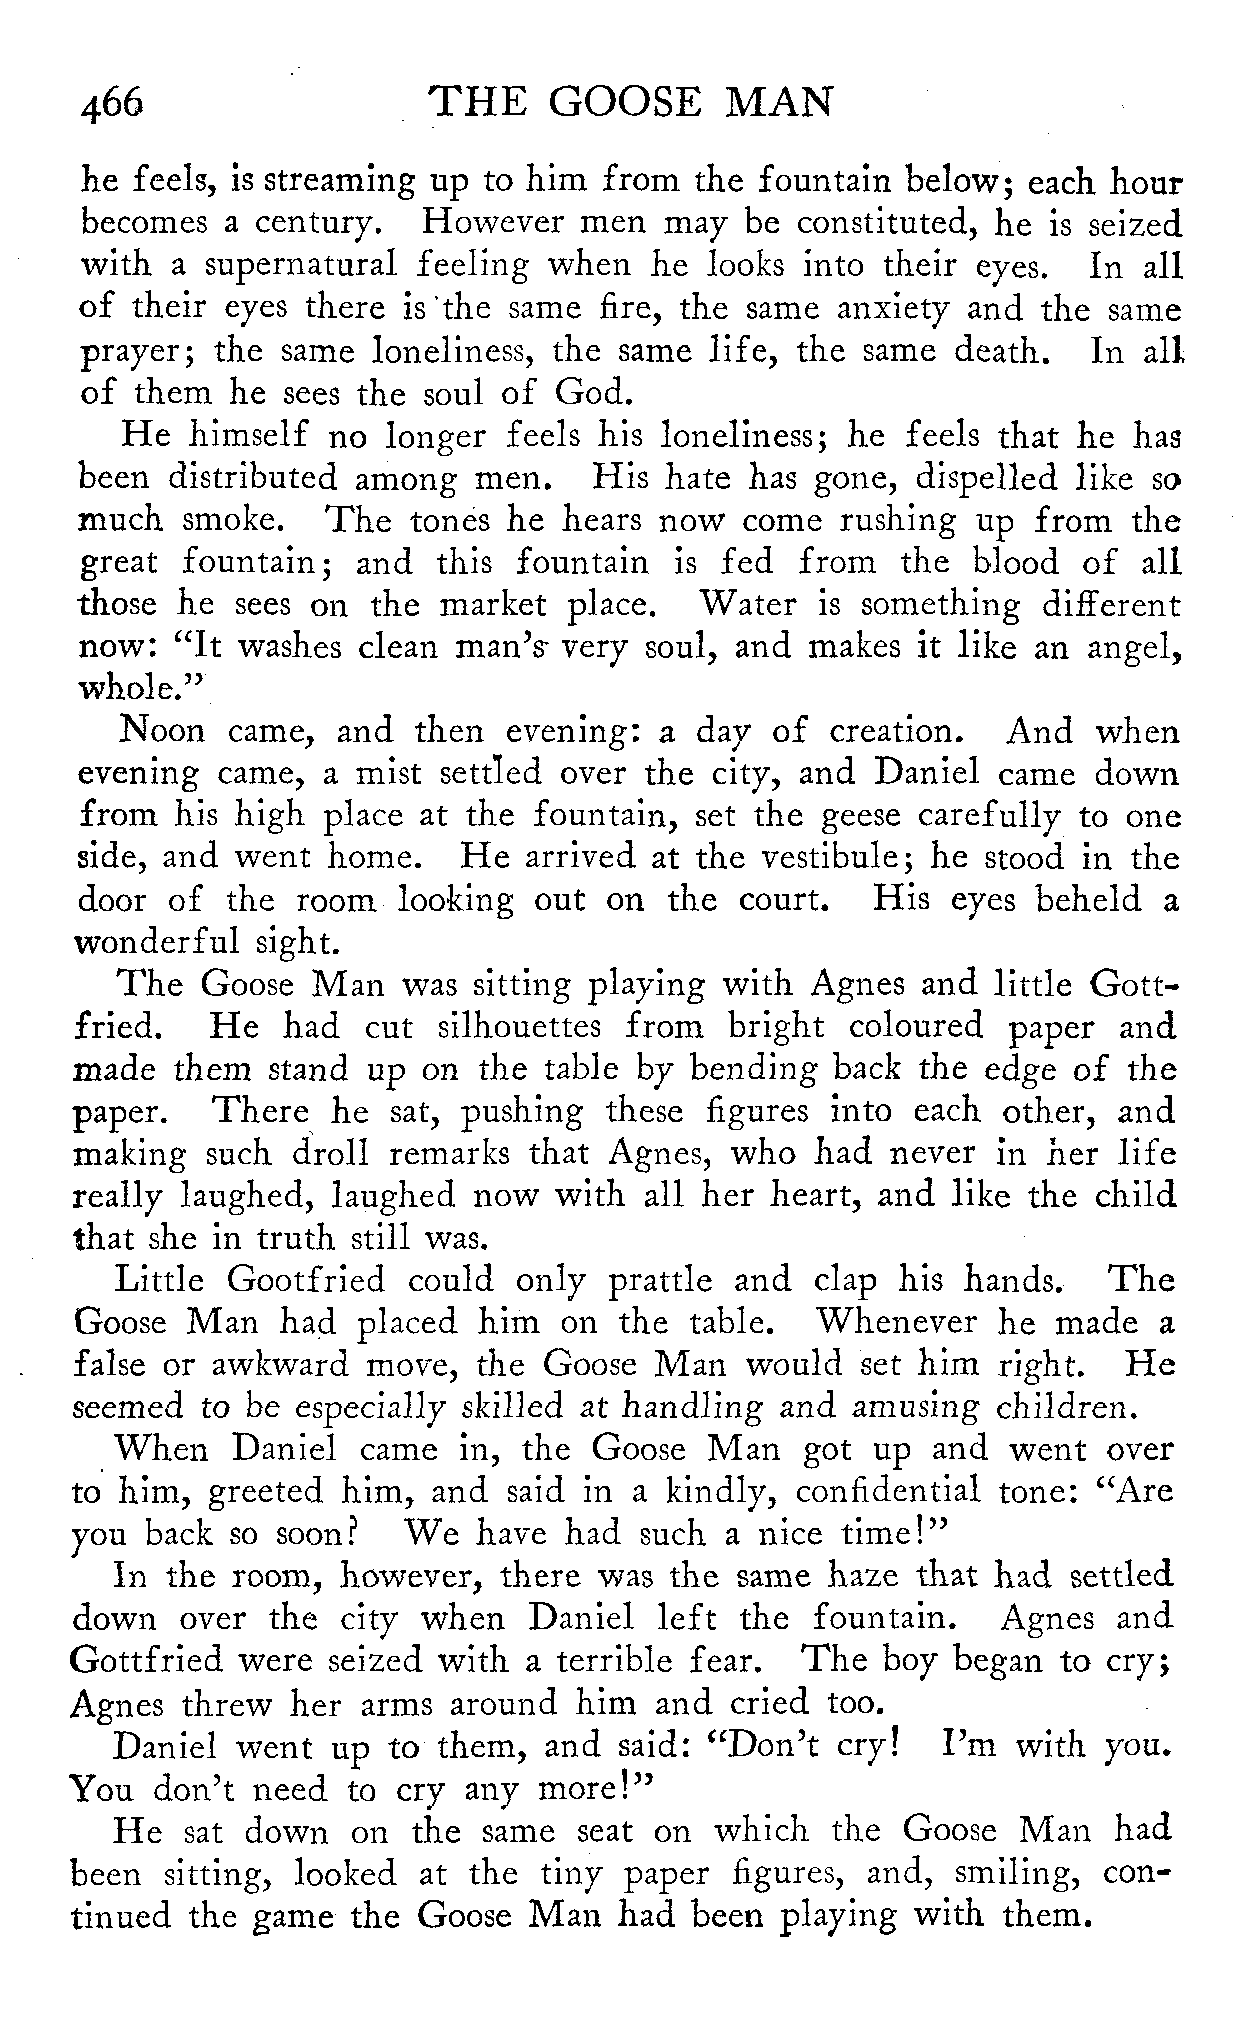 466 THE GOOSE MAN
he feels, is streaming up to him from the fountain below; each hour
becomes a century. However men may be constituted, he is seized
with a supernatural feeling when he looks into their eyes. In all
of their eyes there is the same fire, the same anxiety and the same
prayer; the same loneliness, the same life, the same death. In all
of them he sees the soul of God.
He himself no longer feels his loneliness; he feels that he has
been distributed among men. His hate has gone, dispelled like so
much smoke. The tones he hears now come rushing up from the
great fountain; and this fountain is fed from the blood of all
those he sees on the market place. Water is something different
now: "It washes clean man's very soul, and makes it like an angel,
whole."
Noon came, and then evening: a day of creation. And when
evening came, a mist settled over the city, and Daniel came down
from his high place at the fountain, set the geese carefully to one
side, and went home. He arrived at the vestibule; he stood in the
door of the room looking out on the court. His eyes beheld a
wonderful sight.
The Goose Man was sitting playing with Agnes and little Gott-
fried. He had cut silhouettes from bright coloured paper and
made them stand up on the table by bending back the edge of the
paper. There he sat, pushing these figures into each other, and
making such droll remarks that Agnes, who had never in her life
really laughed, laughed now with all her heart, and like the child
that she in truth still was.
Little Gootfried could only prattle and clap his hands. The
Goose Man had placed him on the table. Whenever he made a
false or awkward move, the Goose Man would set him right. He
seemed to be especially skilled at handling and amusing children.
When Daniel came in, the Goose Man got up and went over
to him, greeted him, and said in a kindly, confidential tone: "Are
you back so soon? We have had such a nice time!"
In the room, however, there was the same haze that had settled
down over the city when Daniel left the fountain. Agnes and
Gottfried were seized with a terrible fear. The boy began to cry;
Agnes threw her arms around him and cried too.
Daniel went up to them, and said: "Don't cry! I'm with you.
You don't need to cry any more!"
He sat down on the same seat on which the Goose Man had
been sitting, looked at the tiny paper figures, and, smiling, con-
tinued the game the Goose Man had been playing with them.